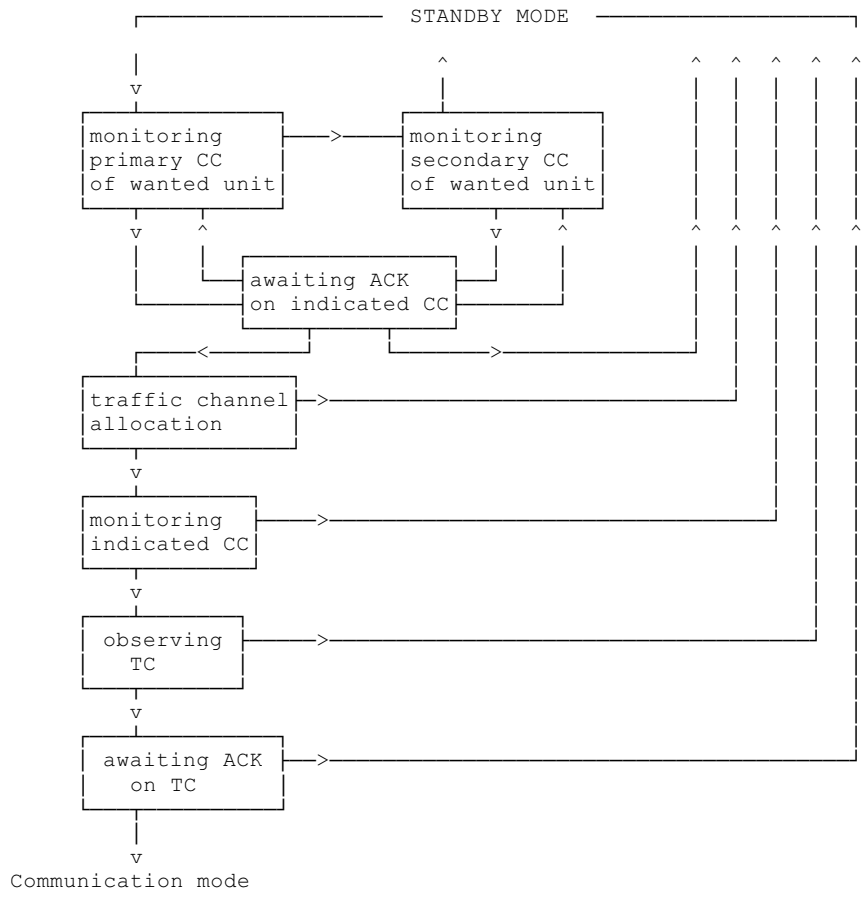 STANDBY MODE
monitoring
primary CC
of wanted unit
monitoring
secondary CC
of wanted unit
awaiting ACK
on indicated CC
traffic channel
allocation
monitoring
indicated CC
observing
TC
awaiting ACK
on TC
Communication mode